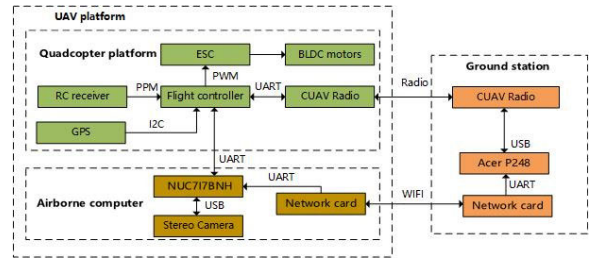 UAV platform
Quadcopter platform
ESC
BLDC motors
PWM
RC receiver
PPM
Flight controller
UART
CUAV Radio
GPS
I2C
UART
Airborne computer
NUC7I7BNH
UART
USB
Network card
Stereo Camera
Radio
WIFI
Ground station
CUAV Radio
USB
Acer P248
UART
Network card